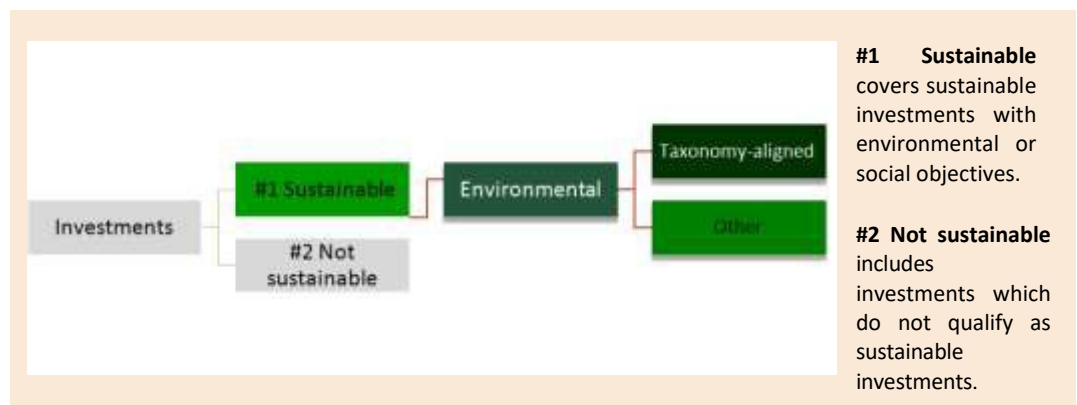 Investments
#1 Sustainable
#2 Not
sustainable
Environmental
Taxonomy-aligned
Other
#1 Sustainable
covers sustainable
investments with
environmental or
social objectives.
#2 Not sustainable
includes
investments which
do not qualify as
sustainable
investments.